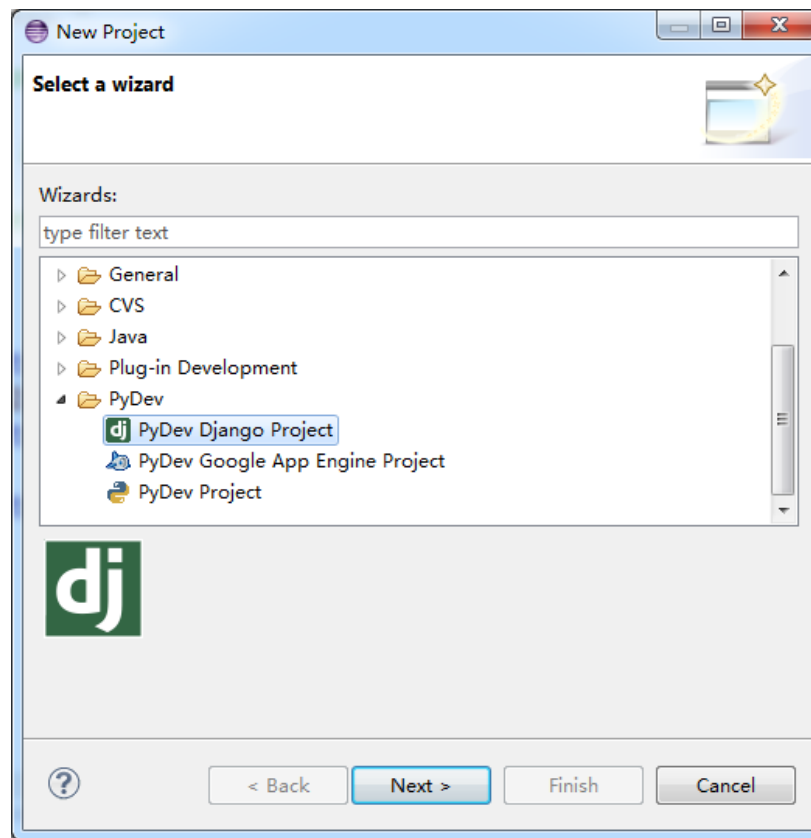 New Project
Select a wizard
Wizards:
type filter text
General
CVS
Java
Plug-in Development
PyDev
dj PyDev Django Project
PyDev Google App Engine Project
PyDev Project
dj
? < Back Next > Finish Cancel